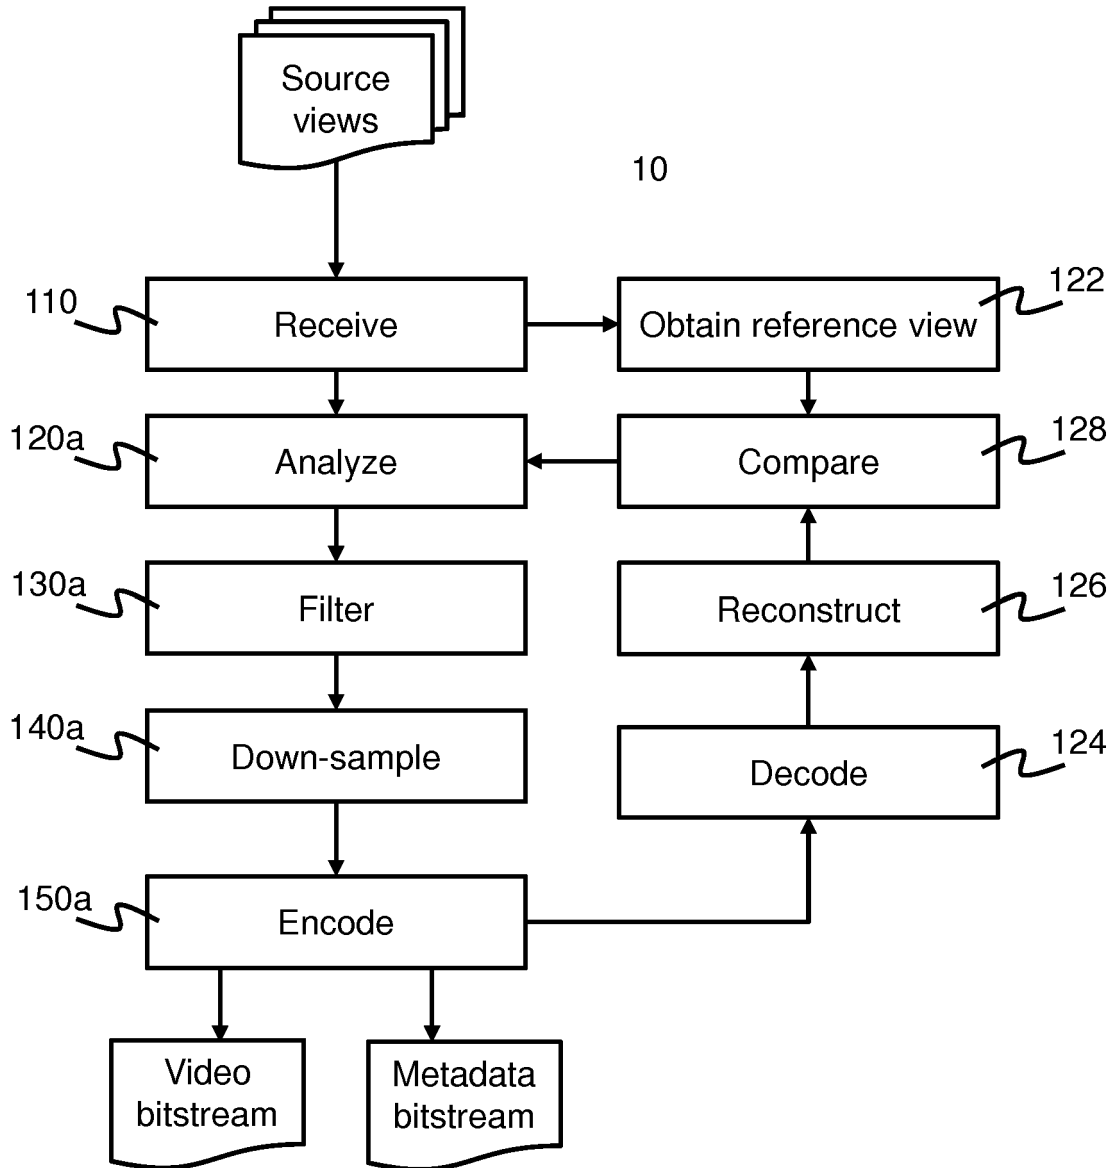 Source
views
10
110
Receive
Obtain reference view
122
120a
Analyze
Compare
128
130a
Filter
Reconstruct
126
140a
Down-sample
Decode
124
150a
Encode
Video
bitstream
Metadata
bitstream